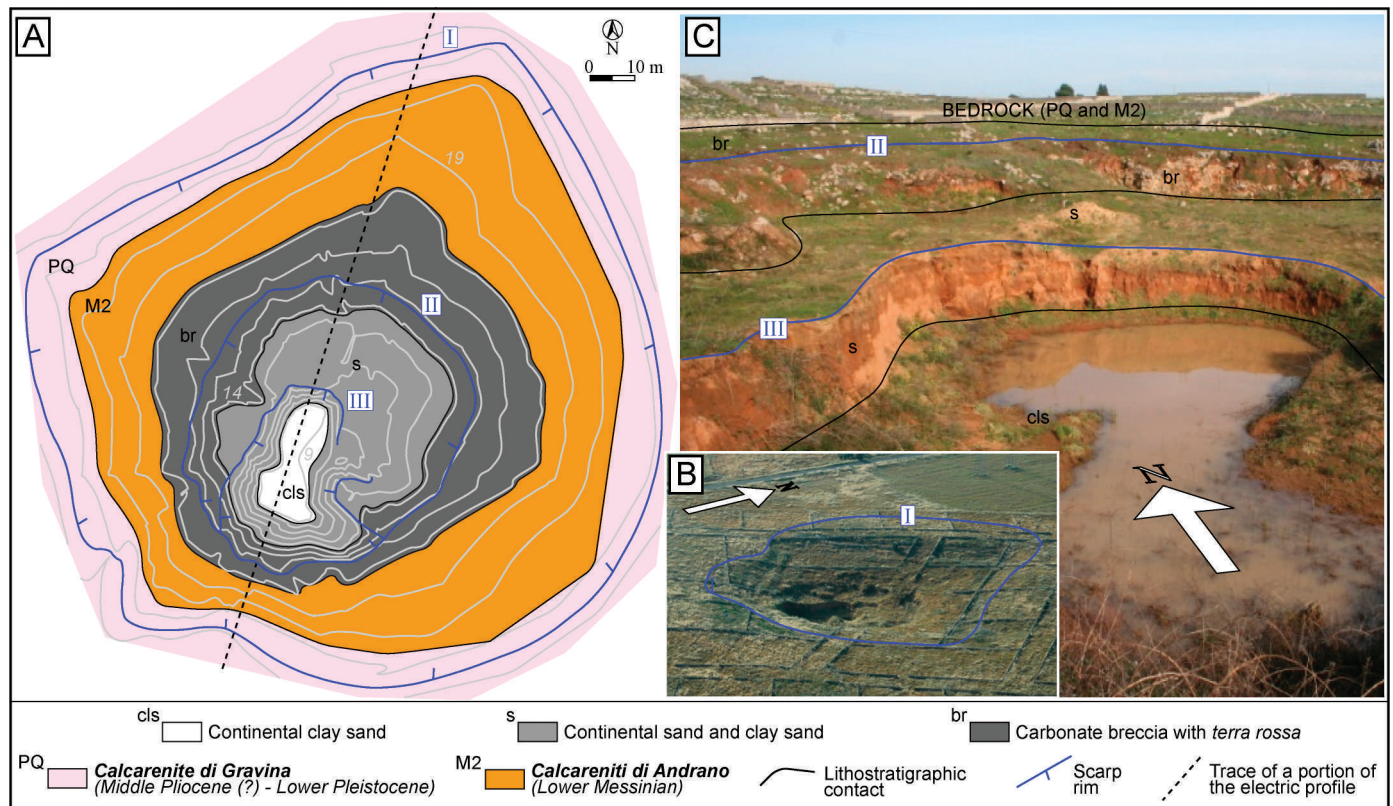 A
I
N
0 10 m
19
PQ
M2
br
II
s
14
III
9
cls
C
BEDROCK (PQ and M2)
br
II
br
s
III
s
cls
N
B
N
I
cls Continental clay sand
s Continental sand and clay sand
br Carbonate breccia with terra rossa
PQ Calcarenite di Gravina
(Middle Pliocene (?) - Lower Pleistocene)
M2 Calcareniti di Andrano
(Lower Messinian)
Lithostratigraphic
contact
Scarp
rim
Trace of a portion of
the electric profile